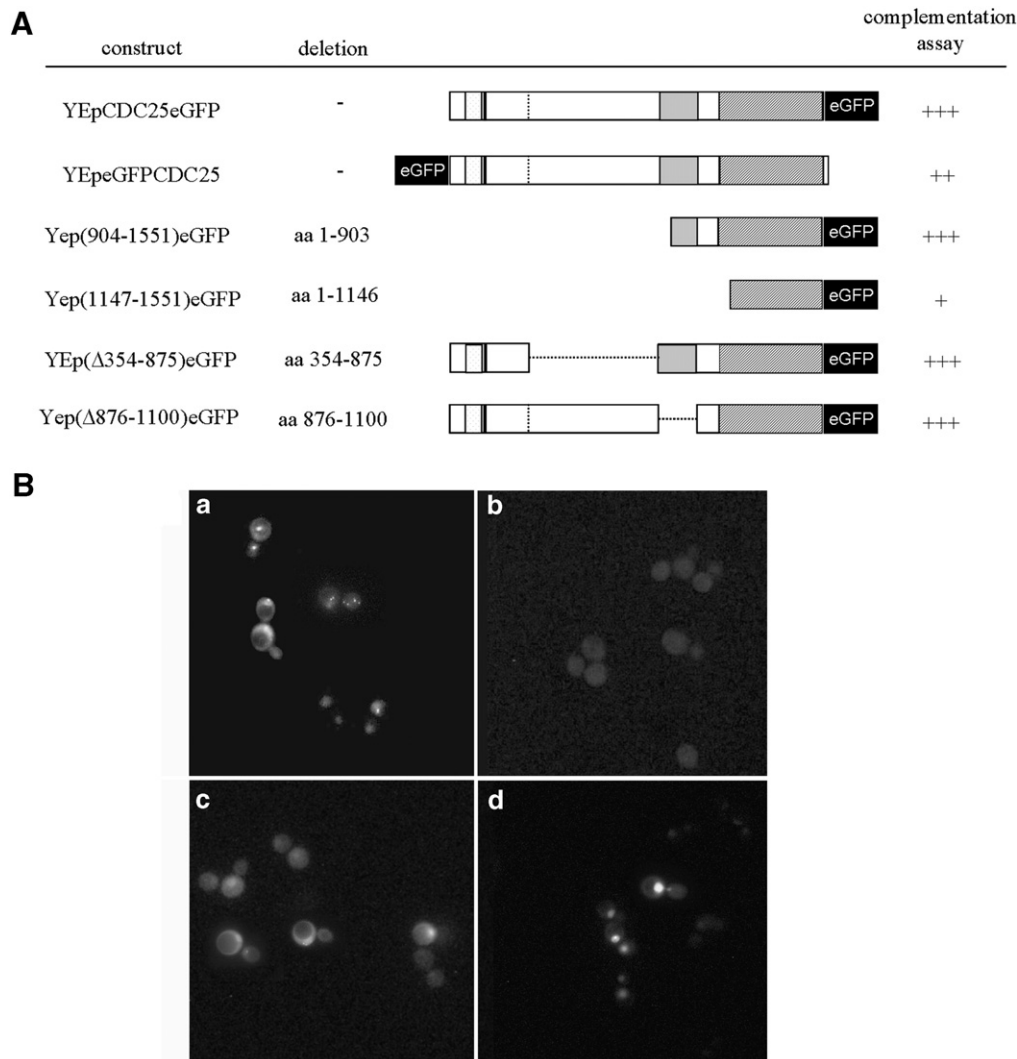 A
construct deletion complementation assay
YEpCDC25eGFP - eGFP +++
YEpeGFPCDC25 - eGFP ++
Yep(904-1551)eGFP aa 1-903 eGFP +++
Yep(1147-1551)eGFP aa 1-1146 eGFP +
YEp(Δ354-875)eGFP aa 354-875 eGFP +++
Yep(Δ876-1100)eGFP aa 876-1100 eGFP +++
B
a b
c d